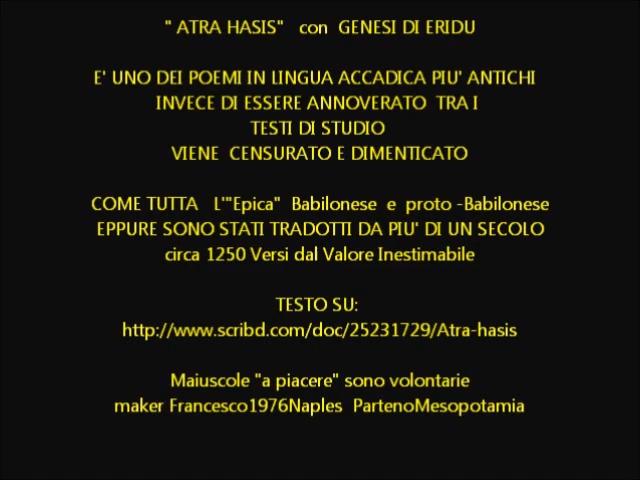 " ATRA HASIS" con GENESI DI ERIDU
E' UNO DEI POEMI IN LINGUA ACCADICA PIU' ANTICHI
INVECE DI ESSERE ANNOVERATO TRA I
TESTI DI STUDIO
VIENE CENSURATO E DIMENTICATO
COME TUTTA L'"Epica" Babilonese e proto -Babilonese
EPPURE SONO STATI TRADOTTI DA PIU' DI UN SECOLO
circa 1250 Versi dal Valore Inestimabile
TESTO SU:
http://www.scribd.com/doc/25231729/Atra-hasis
Maiuscole "a piacere" sono volontarie
maker Francesco1976Naples PartenoMesopotamia